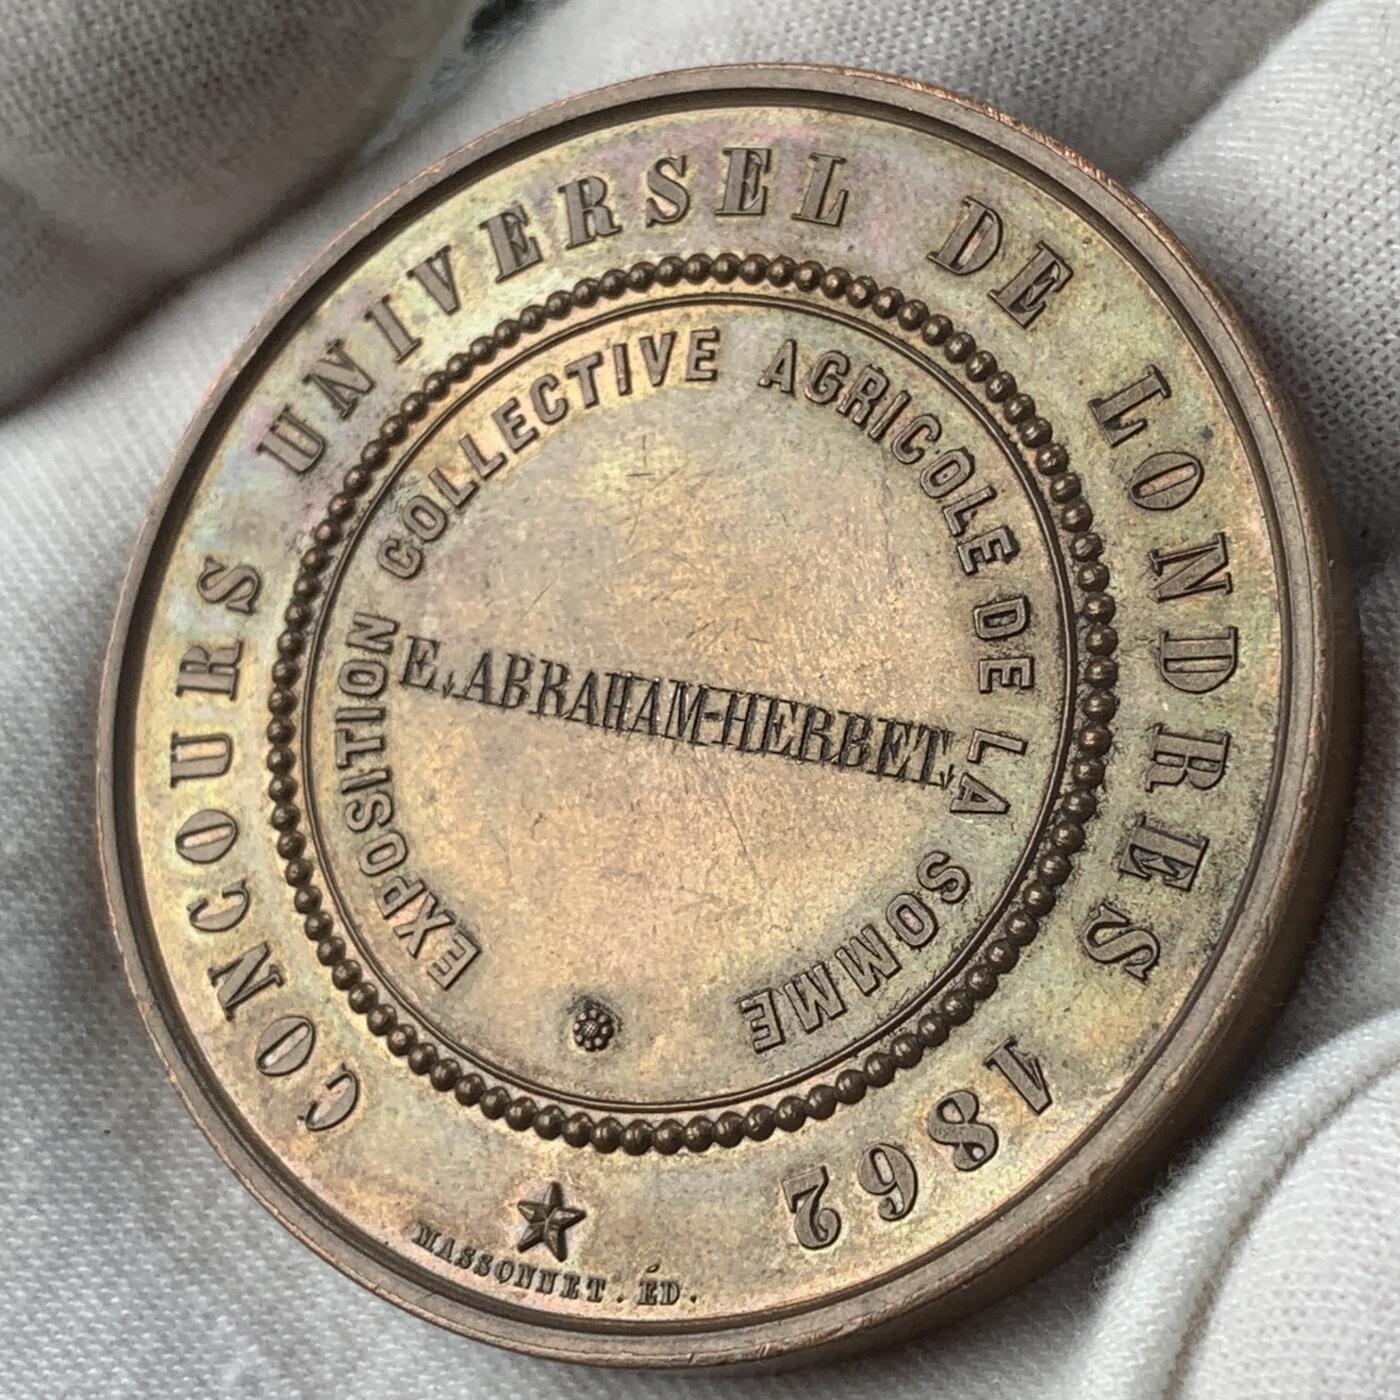 CONCOURS UNIVERSEL DE LONDRES 1862
EXPOSITION COLLECTIVE AGRICOLE DE LA SOMME
E. ABRAHAM-HERBET.
MASSONNET. ÉD.